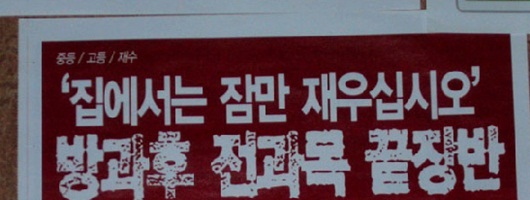 중등 / 고등 / 재수
'집에서는 잠만 재우십시오'
방과후 전과목 끝장반